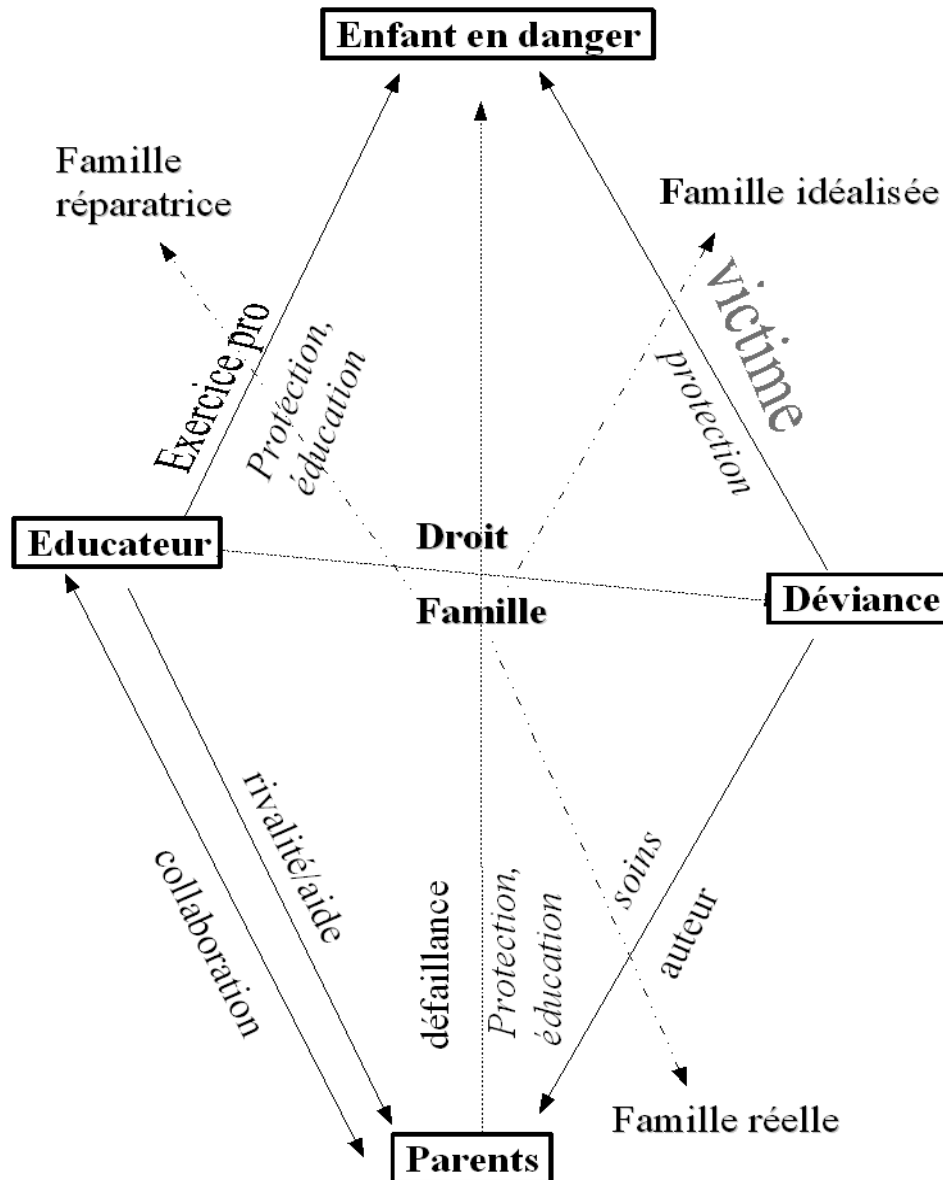 Enfant en danger
Famille
réparatrice
Famille idéalisée
victime
protection
Exercice pro
Protection,
éducation
Educateur
Droit
Famille
Déviance
rivalité/aide
collaboration
défaillance
Protection,
éducation
soins
auteur
Famille réelle
Parents